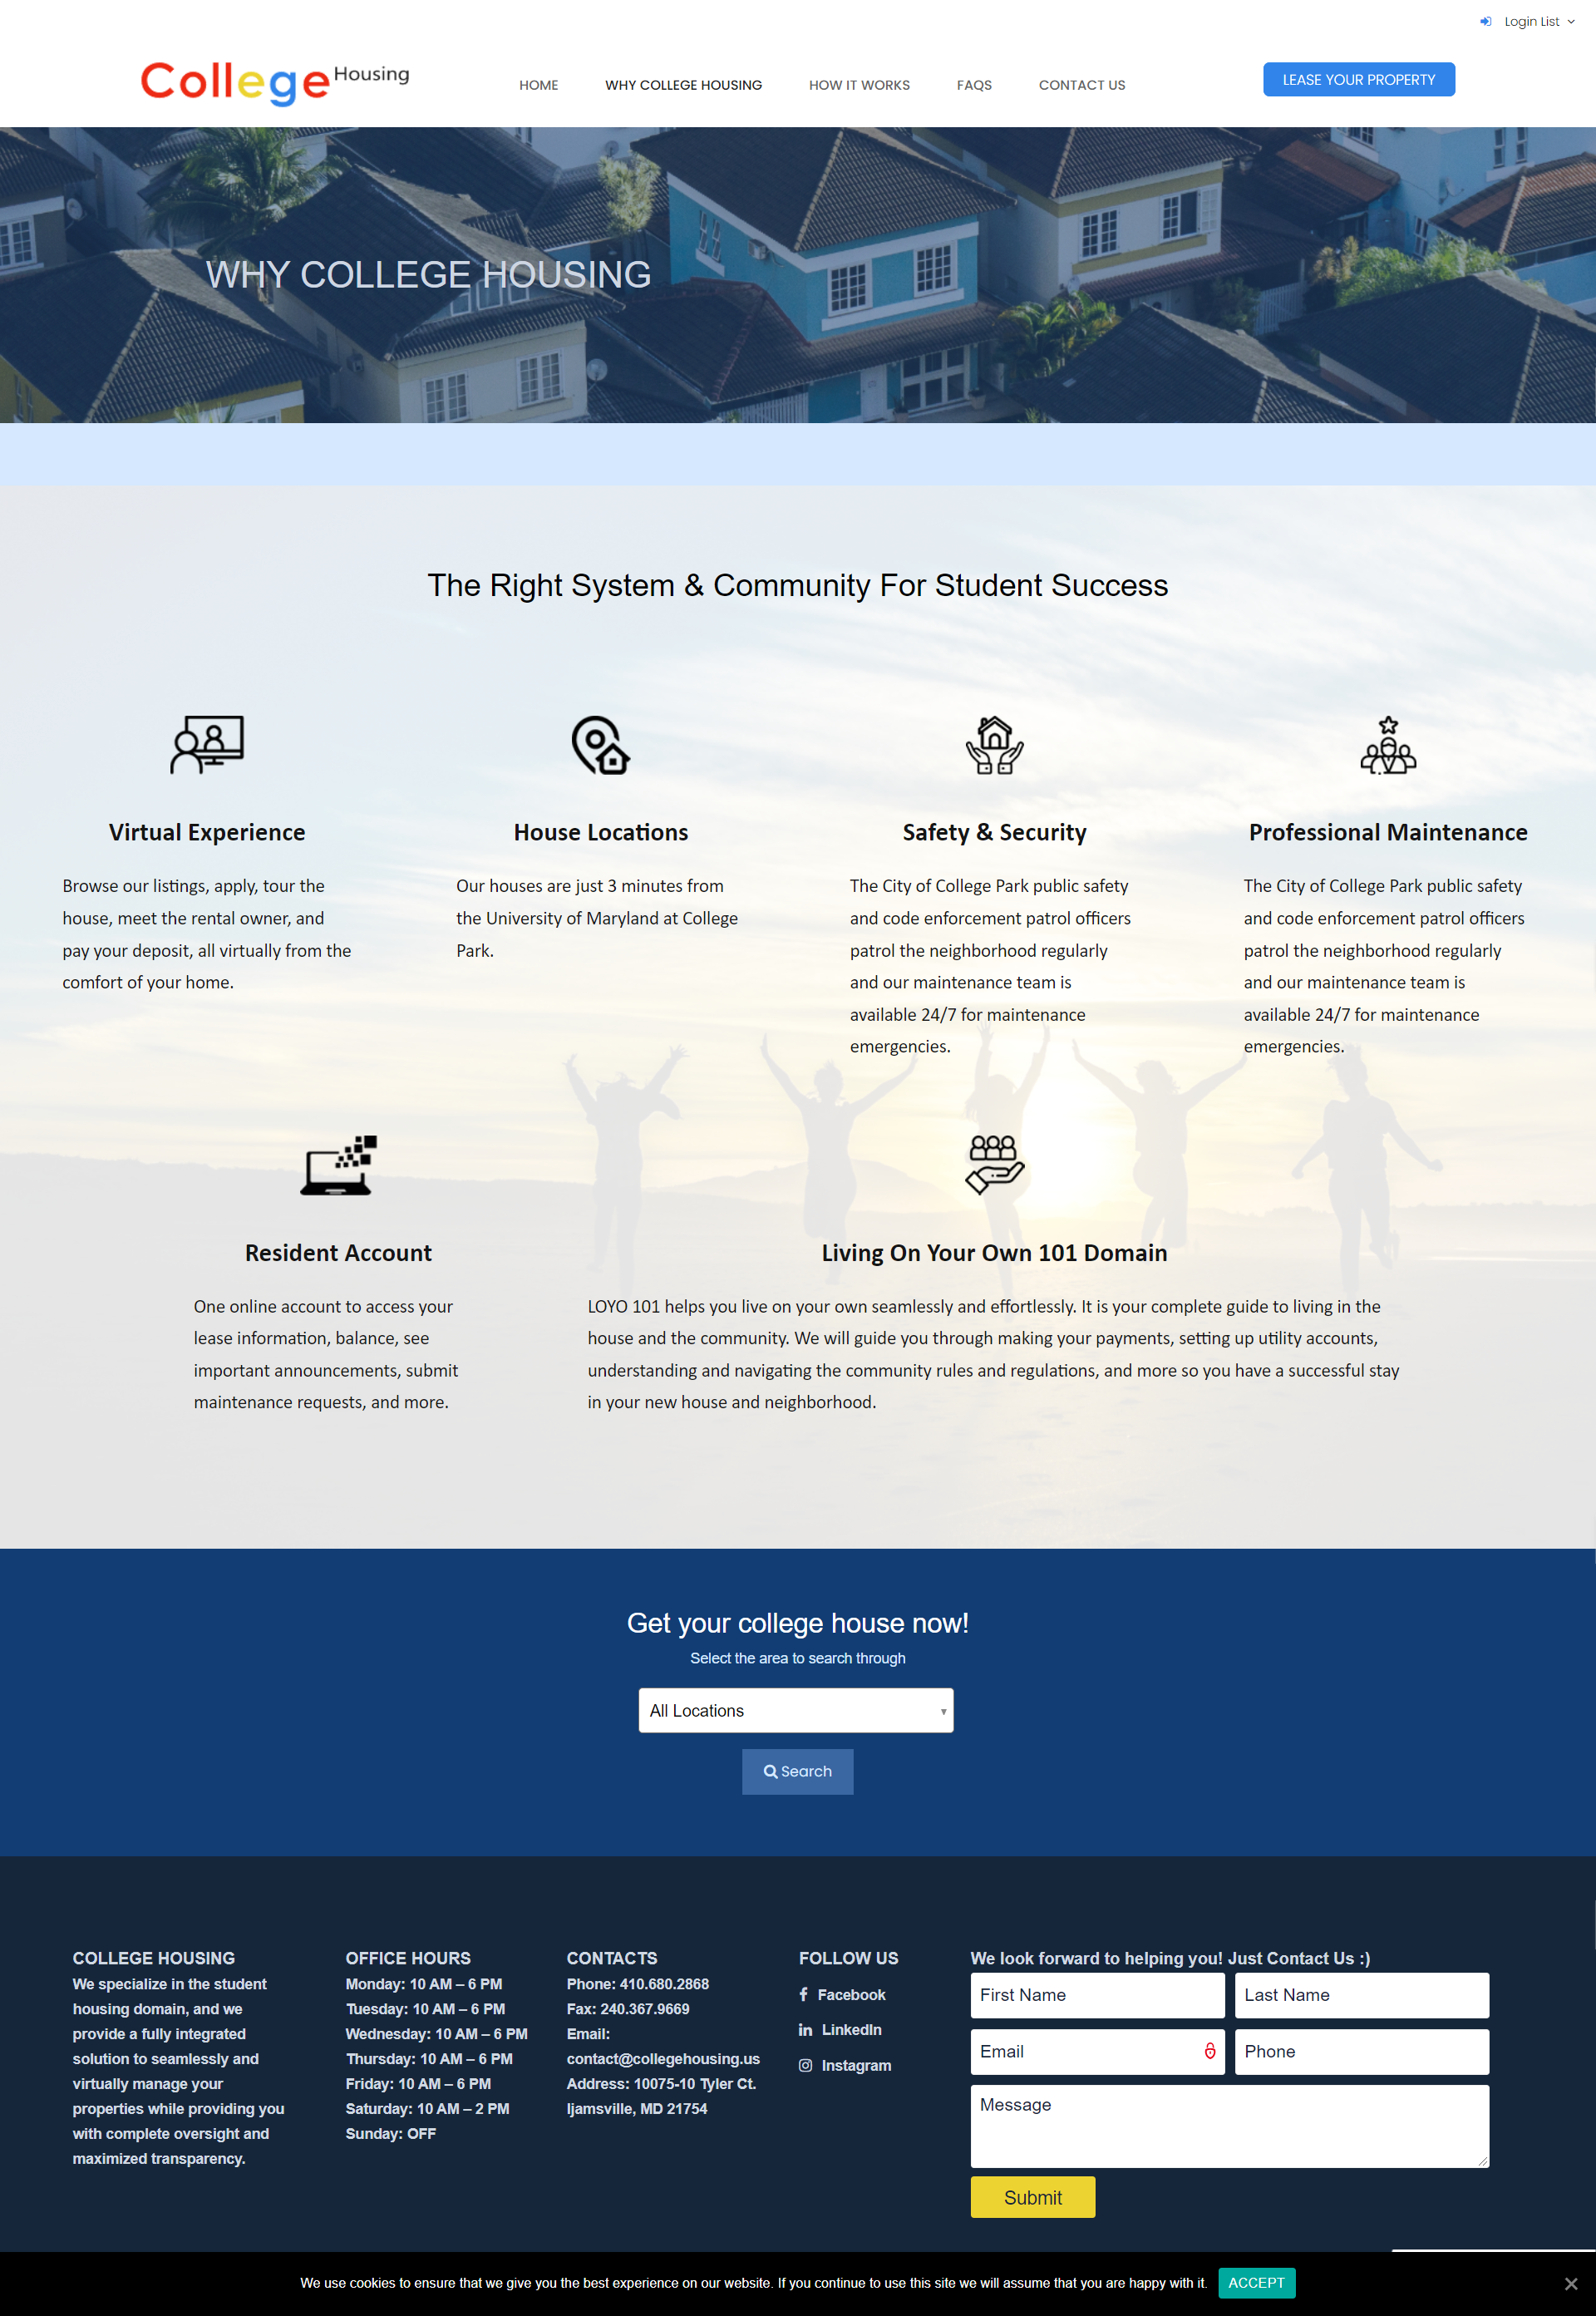 Login List
College Housing
HOME
WHY COLLEGE HOUSING
HOW IT WORKS
FAQS
CONTACT US
LEASE YOUR PROPERTY
WHY COLLEGE HOUSING
The Right System & Community For Student Success
Virtual Experience
Browse our listings, apply, tour the
house, meet the rental owner, and
pay your deposit, all virtually from the
comfort of your home.
House Locations
Our houses are just 3 minutes from
the University of Maryland at College
Park.
Safety & Security
The City of College Park public safety
and code enforcement patrol officers
patrol the neighborhood regularly
and our maintenance team is
available 24/7 for maintenance
emergencies.
Professional Maintenance
The City of College Park public safety
and code enforcement patrol officers
patrol the neighborhood regularly
and our maintenance team is
available 24/7 for maintenance
emergencies.
Resident Account
One online account to access your
lease information, balance, see
important announcements, submit
maintenance requests, and more.
Living On Your Own 101 Domain
LOYO 101 helps you live on your own seamlessly and effortlessly. It is your complete guide to living in the
house and the community. We will guide you through making your payments, setting up utility accounts,
understanding and navigating the community rules and regulations, and more so you have a successful stay
in your new house and neighborhood.
Get your college house now!
Select the area to search through
All Locations
Search
COLLEGE HOUSING
We specialize in the student
housing domain, and we
provide a fully integrated
solution to seamlessly and
virtually manage your
properties while providing you
with complete oversight and
maximized transparency.
OFFICE HOURS
Monday: 10 AM – 6 PM
Tuesday: 10 AM – 6 PM
Wednesday: 10 AM – 6 PM
Thursday: 10 AM – 6 PM
Friday: 10 AM – 6 PM
Saturday: 10 AM – 2 PM
Sunday: OFF
CONTACTS
Phone: 410.680.2868
Fax: 240.367.9669
Email:
contact@collegehousing.us
Address: 10075-10 Tyler Ct.
Ijamsville, MD 21754
FOLLOW US
Facebook
LinkedIn
Instagram
We look forward to helping you! Just Contact Us :)
First Name
Last Name
Email
Phone
Message
Submit
We use cookies to ensure that we give you the best experience on our website. If you continue to use this site we will assume that you are happy with it.
ACCEPT